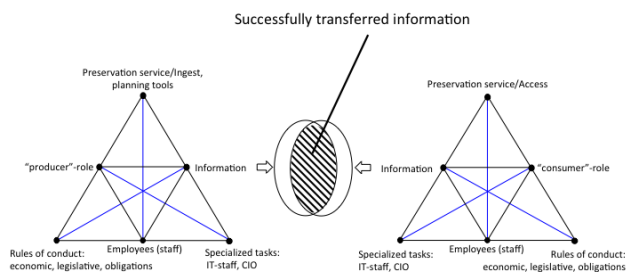 Successfully transferred information
Preservation service/Ingest,
planning tools
Preservation service/Access
"producer"-role
Information
Information
"consumer"-role
Rules of conduct:
economic, legislative, obligations
Employees (staff)
Specialized tasks:
IT-staff, CIO
Specialized tasks:
IT-staff, CIO
Employees (staff)
Rules of conduct:
economic, legislative, obligations